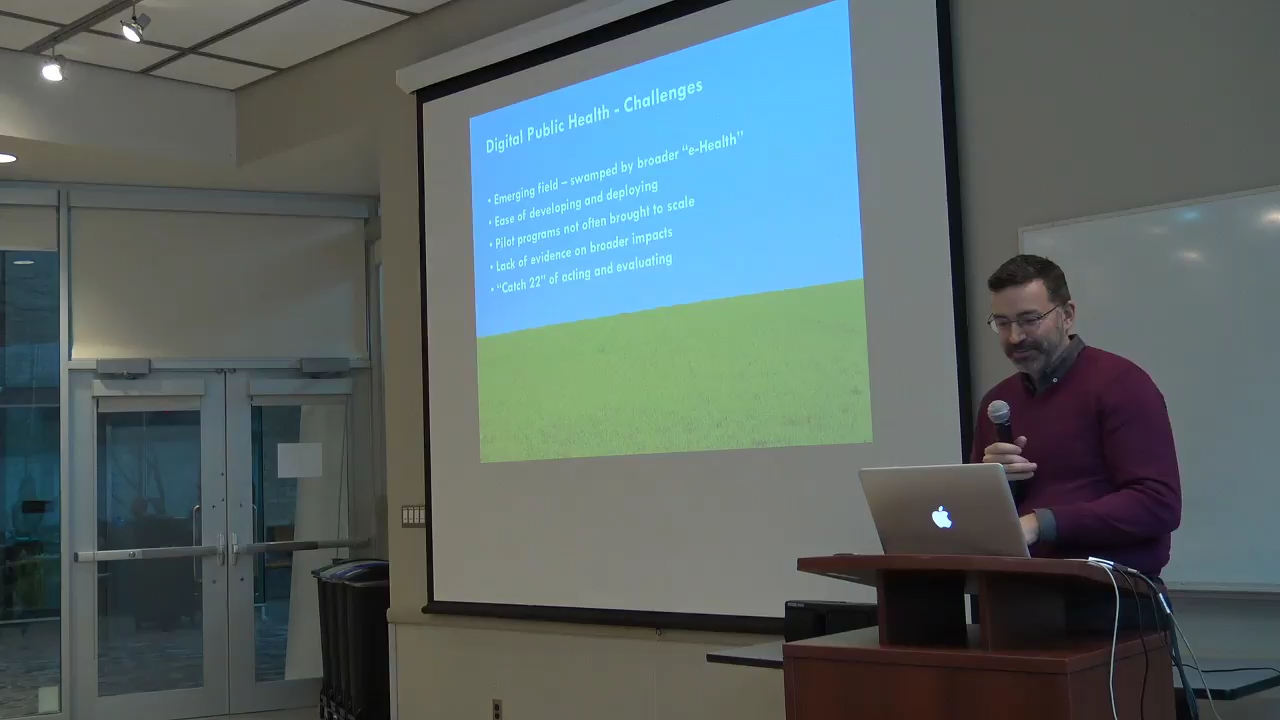 Digital Public Health - Challenges
• Emerging field – swamped by broader “e-Health”
• Ease of developing and deploying
• Pilot programs not often brought to scale
• Lack of evidence on broader impacts
• “Catch 22” of acting and evaluating